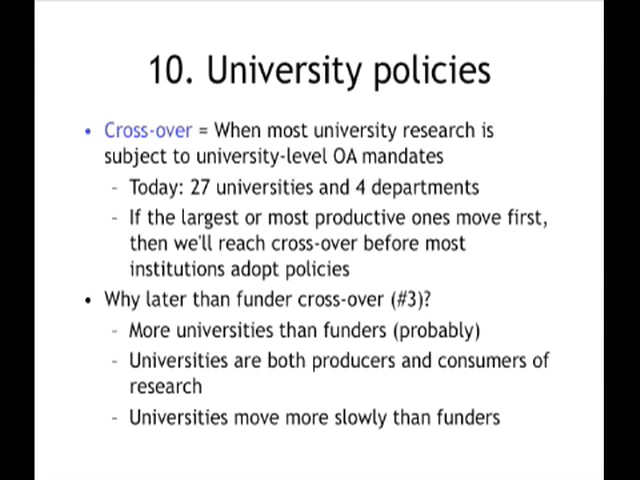 10. University policies
• Cross-over = When most university research is
subject to university-level OA mandates
- Today: 27 universities and 4 departments
- If the largest or most productive ones move first,
then we'll reach cross-over before most
institutions adopt policies
• Why later than funder cross-over (#3)?
- More universities than funders (probably)
- Universities are both producers and consumers of
research
- Universities move more slowly than funders